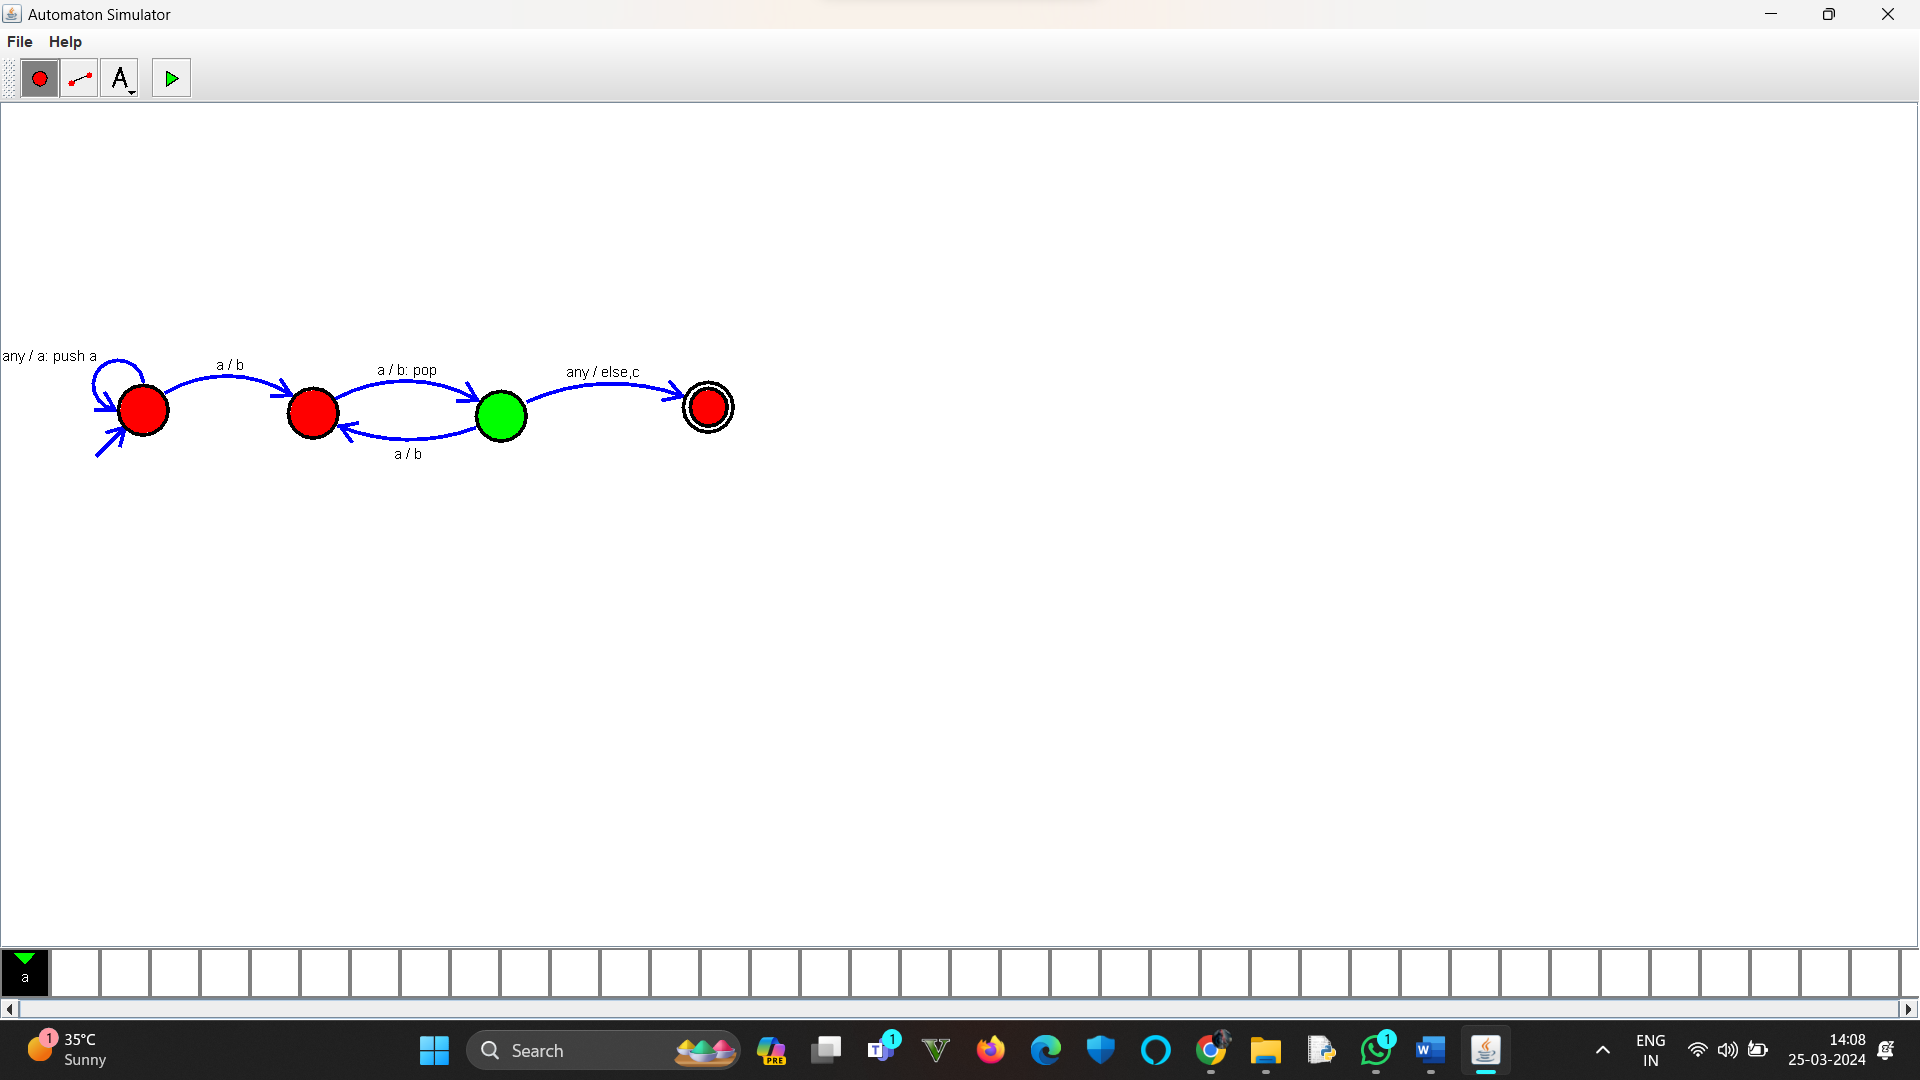 Automaton Simulator
File Help
A
any / a: push a
a / b
a / b: pop
any / else,c
a / b
a
1
35°C
Sunny
Search
PRE
1
1
ENG
IN
14:08
25-03-2024